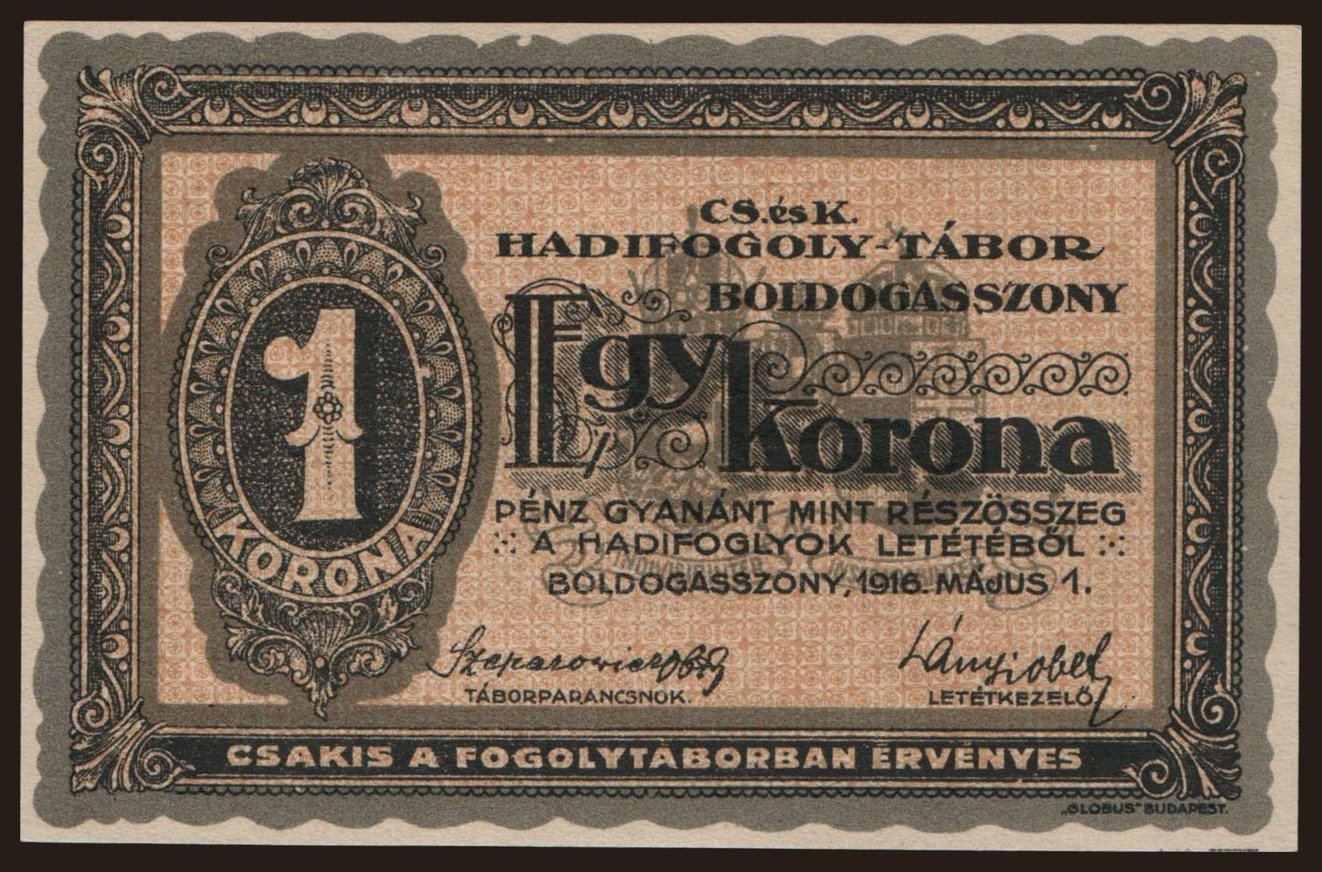 CS. és K.
HADIFOGOLY-TÁBOR
BOLDOGASSZONY
1
KORONA
Egy korona
PÉNZ GYANÁNT MINT RÉSZÖSSZEG
A HADIFOGLYOK LETÉTÉBŐL
BOLDOGASSZONY, 1916. MÁJUS 1.
TÁBORPARANCSNOK.
LETÉTKEZELŐ.
CSAKIS A FOGOLYTÁBORBAN ÉRVÉNYES
„GLOBUS" BUDAPEST.